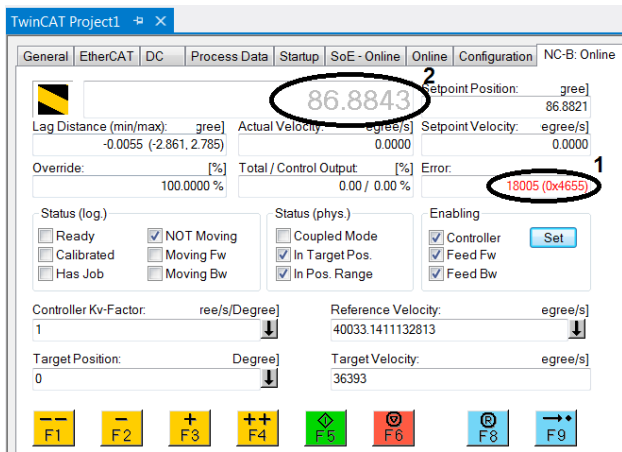 TwinCAT Project1
General EtherCAT DC Process Data Startup SoE - Online Online Configuration NC-B: Online
2
86.8843
Setpoint Position: gree]
86.8821
Lag Distance (min/max): gree] Actual Velocity: egree/s] Setpoint Velocity: egree/s]
-0.0055 (-2.861, 2.785) 0.0000 0.0000
Override: [%] Total / Control Output: [%] Error: 1
100.0000 % 0.00 / 0.00 % 18005 (0x4655)
Status (log.) Status (phys.) Enabling
Ready NOT Moving Coupled Mode Controller Set
Calibrated Moving Fw In Target Pos. Feed Fw
Has Job Moving Bw In Pos. Range Feed Bw
Controller Kv-Factor: ree/s/Degree] Reference Velocity: egree/s]
1 40033.1411132813
Target Position: Degree] Target Velocity: egree/s]
0 36393
-- - + ++ R
F1 F2 F3 F4 F5 F6 F8 F9